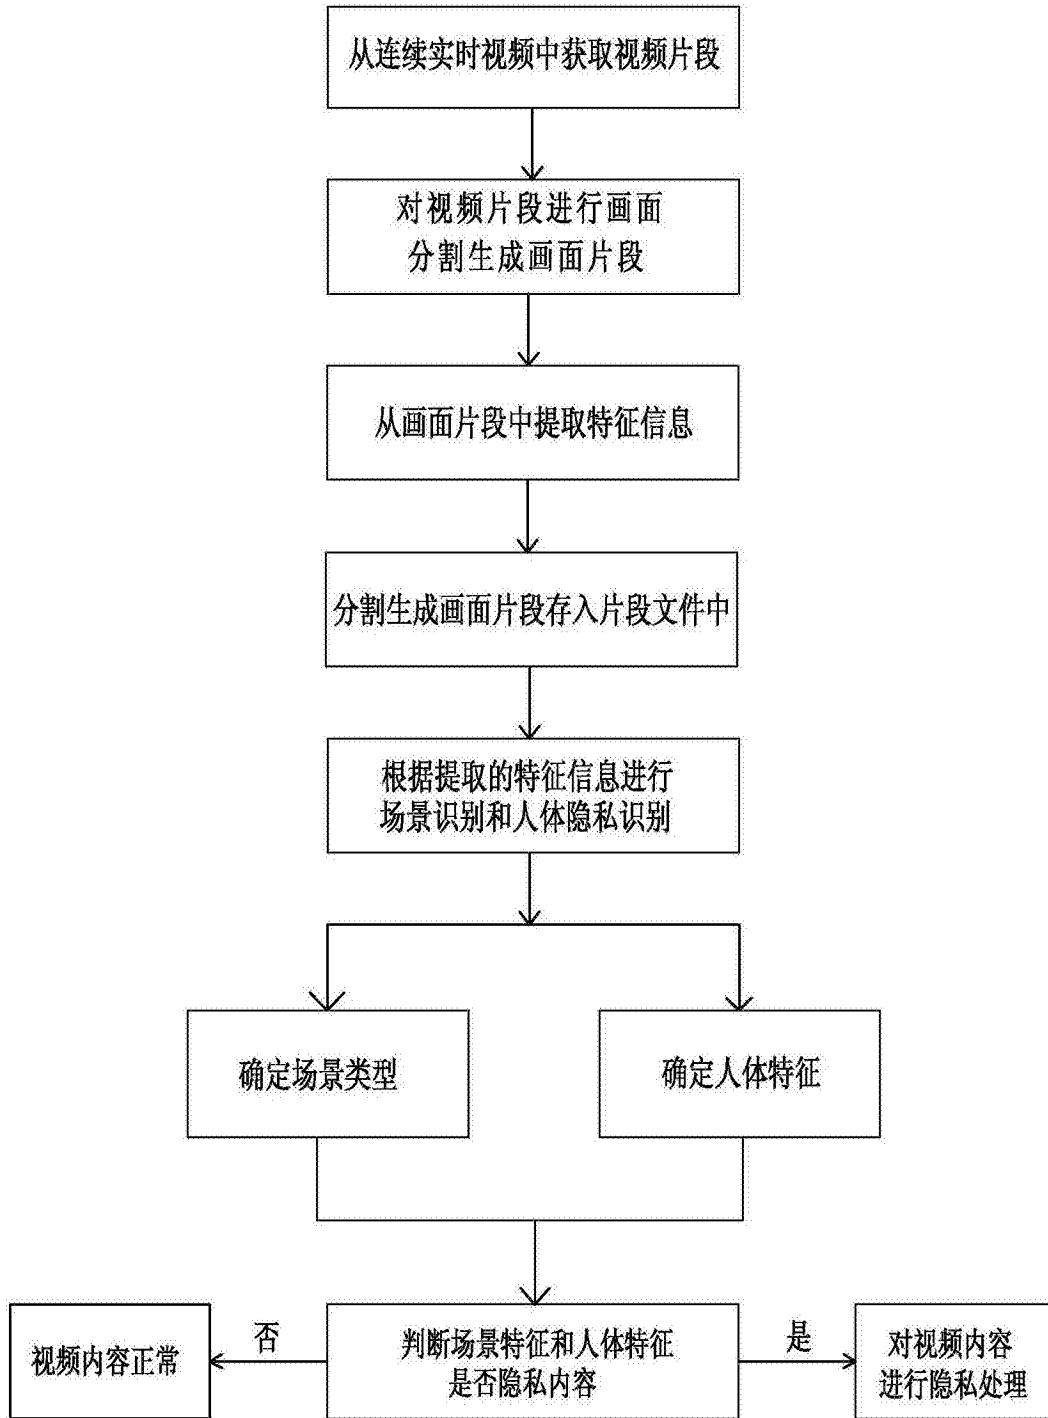 从连续实时视频中获取视频片段
对视频片段进行画面
分割生成画面片段
从画面片段中提取特征信息
分割生成画面片段存入片段文件中
根据提取的特征信息进行
场景识别和人体隐私识别
确定场景类型
确定人体特征
视频内容正常
否
判断场景特征和人体特征
是否隐私内容
是
对视频内容
进行隐私处理